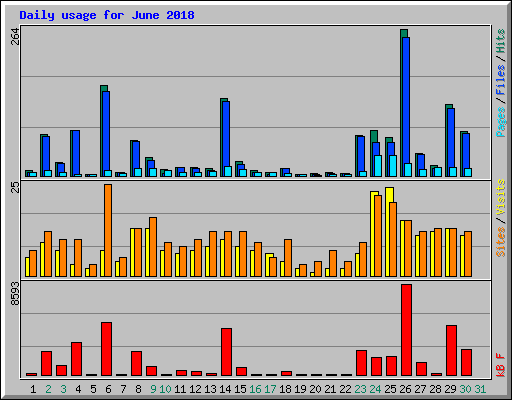 Daily usage for June 2018
264
Pages / Files / Hits
25
Sites / Visits
8593
kB F
1 2 3 4 5 6 7 8 9 10 11 12 13 14 15 16 17 18 19 20 21 22 23 24 25 26 27 28 29 30 31